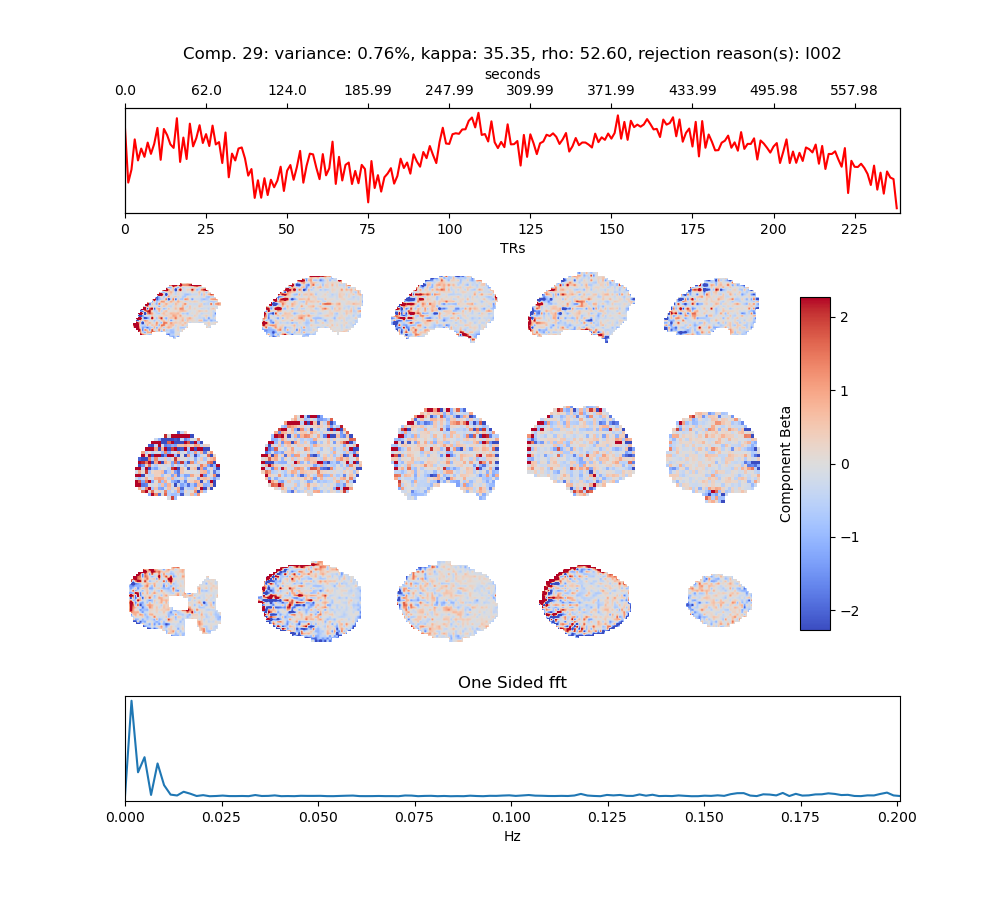 Comp. 29: variance: 0.76%, kappa: 35.35, rho: 52.60, rejection reason(s): I002
seconds
0.0 62.0 124.0 185.99 247.99 309.99 371.99 433.99 495.98 557.98
0 25 50 75 100 125 150 175 200 225
TRs
2
1
0
−1
−2
Component Beta
One Sided fft
0.000 0.025 0.050 0.075 0.100 0.125 0.150 0.175 0.200
Hz